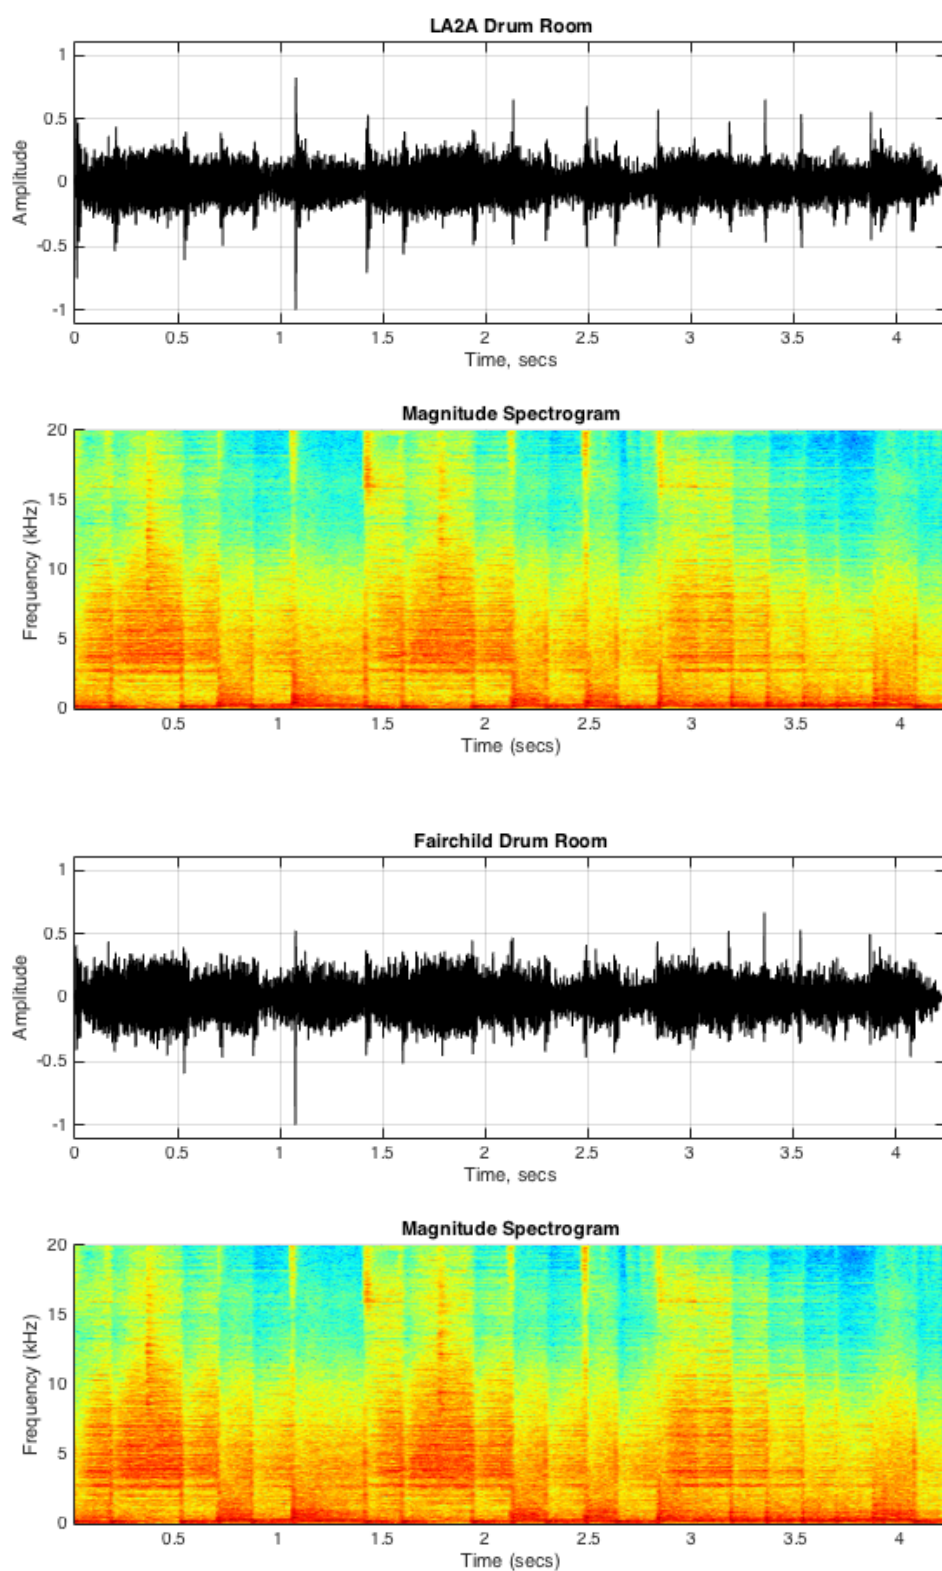 LA2A Drum Room
1
0.5
0
-0.5
-1
Amplitude
0 0.5 1 1.5 2 2.5 3 3.5 4
Time, secs
Magnitude Spectrogram
20
15
10
5
0
Frequency (kHz)
0.5 1 1.5 2 2.5 3 3.5 4
Time (secs)
Fairchild Drum Room
1
0.5
0
-0.5
-1
Amplitude
0 0.5 1 1.5 2 2.5 3 3.5 4
Time, secs
Magnitude Spectrogram
20
15
10
5
0
Frequency (kHz)
0.5 1 1.5 2 2.5 3 3.5 4
Time (secs)